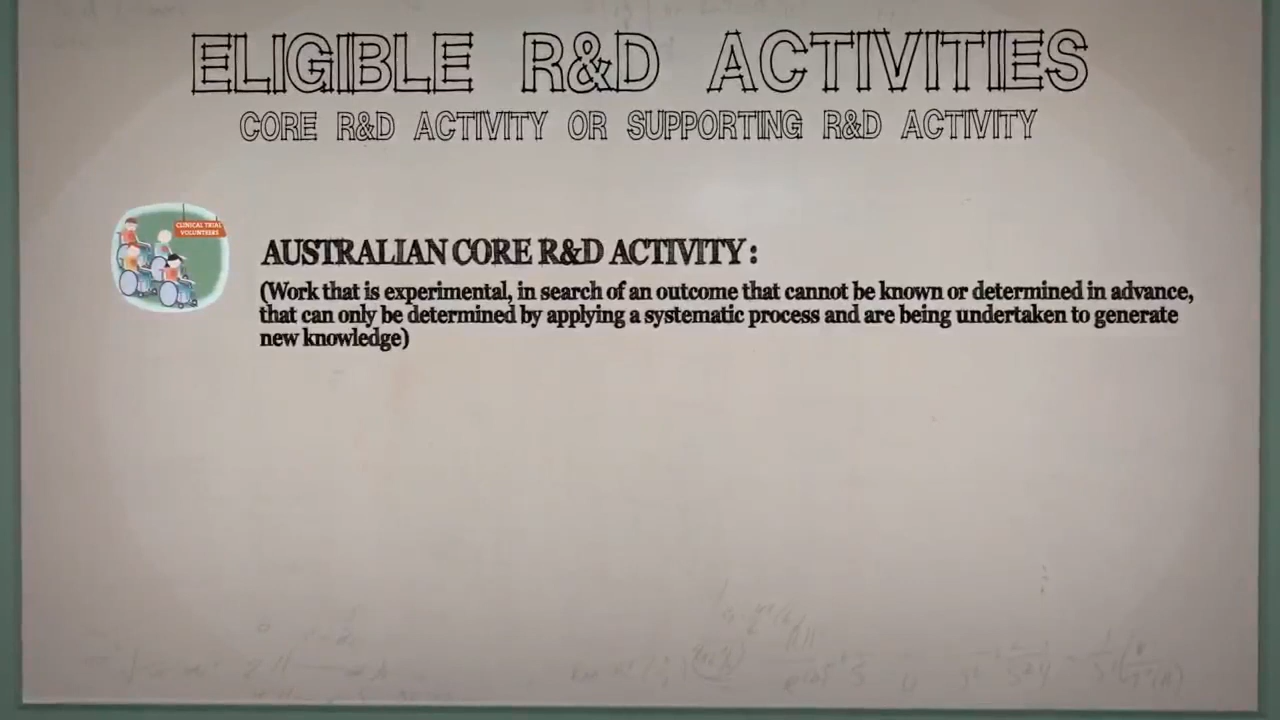 ELIGIBLE R&D ACTIVITIES
CORE R&D ACTIVITY OR SUPPORTING R&D ACTIVITY
CLINICAL TRIAL
VOLUNTEERS
AUSTRALIAN CORE R&D ACTIVITY :
(Work that is experimental, in search of an outcome that cannot be known or determined in advance,
that can only be determined by applying a systematic process and are being undertaken to generate
new knowledge)